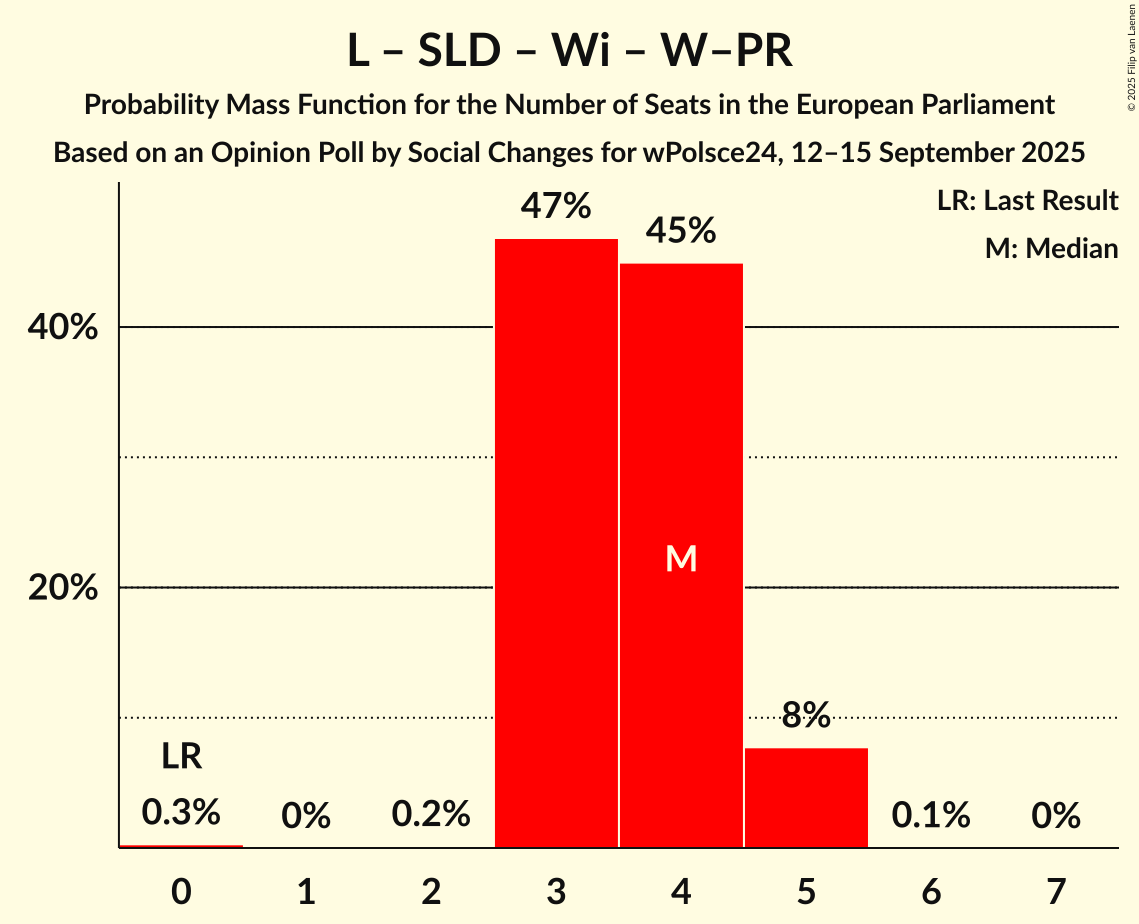 L – SLD – Wi – W–PR
Probability Mass Function for the Number of Seats in the European Parliament
Based on an Opinion Poll by Social Changes for wPolsce24, 12–15 September 2025
© 2025 Filip van Laenen
LR: Last Result
M: Median
47%
45%
40%
M
20%
8%
LR
0.3%
0%
0.2%
0.1%
0%
0 1 2 3 4 5 6 7